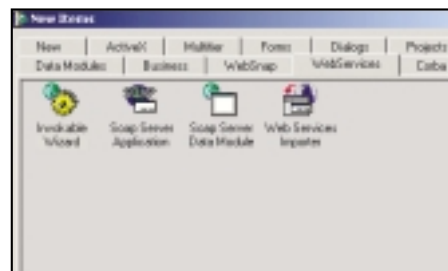 New Items
New ActiveX Multitier Forms Dialogs Projects
Data Modules Business WebSnap WebServices Corba
Invokable Wizard
Soap Server Application
Soap Server Data Module
Web Services Importer